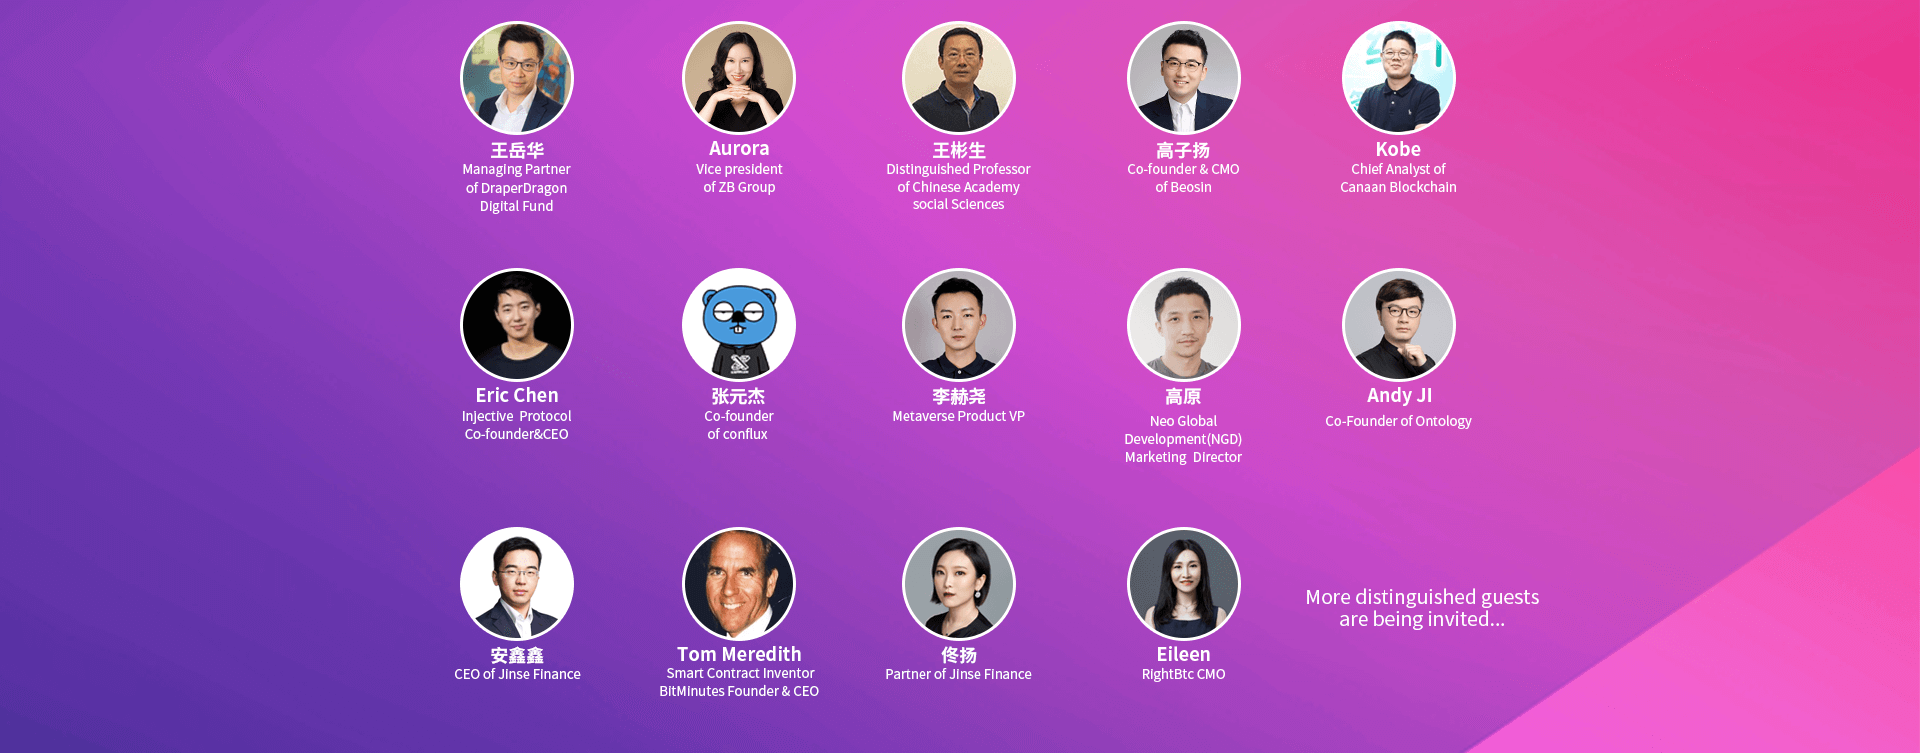 王岳华
Managing Partner
of DraperDragon
Digital Fund
Aurora
Vice president
of ZB Group
王彬生
Distinguished Professor
of Chinese Academy
social Sciences
高子扬
Co-founder & CMO
of Beosin
Kobe
Chief Analyst of
Canaan Blockchain
Eric Chen
Injective Protocol
Co-founder&CEO
张元杰
Co-founder
of conflux
李赫尧
Metaverse Product VP
高原
Neo Global
Development(NGD)
Marketing Director
Andy JI
Co-Founder of Ontology
安鑫鑫
CEO of Jinse Finance
Tom Meredith
Smart Contract Inventor
BitMinutes Founder & CEO
佟扬
Partner of Jinse Finance
Eileen
RightBtc CMO
More distinguished guests
are being invited...